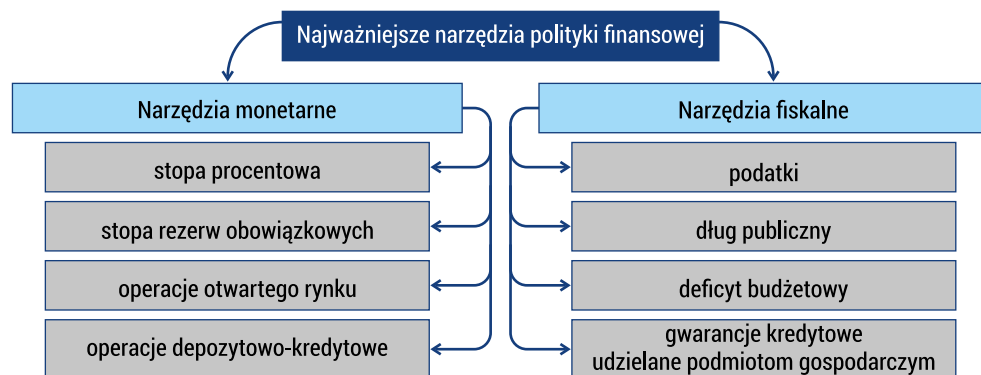 Najważniejsze narzędzia polityki finansowej
Narzędzia monetarne
stopa procentowa
stopa rezerw obowiązkowych
operacje otwartego rynku
operacje depozytowo-kredytowe
Narzędzia fiskalne
podatki
dług publiczny
deficyt budżetowy
gwarancje kredytowe
udzielane podmiotom gospodarczym